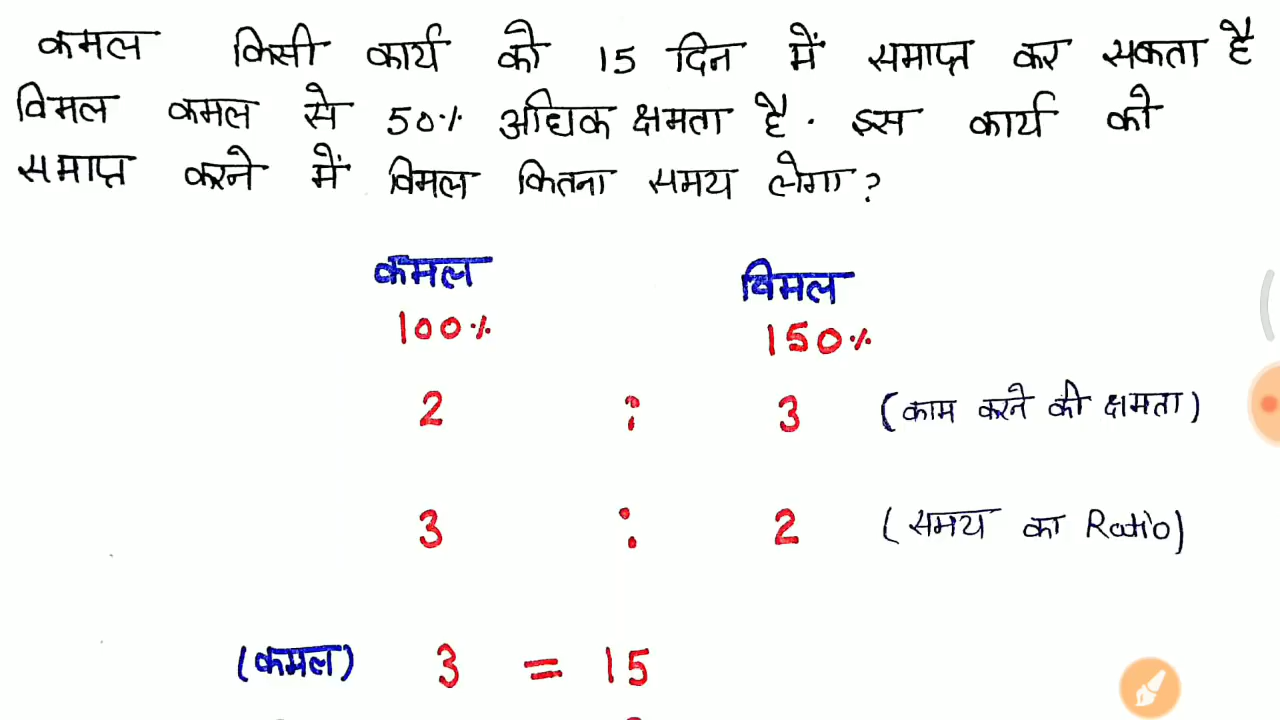 कमल किसी कार्य को 15 दिन में समाप्त कर सकता है
विमल कमल से 50% अधिक क्षमता है. इस कार्य को
समाप्त करने में विमल कितना समय लेगा?
कमल विमल
100% 150%
2 : 3 (काम करने की क्षमता)
3 : 2 (समय का Ratio)
(कमल) 3 = 15